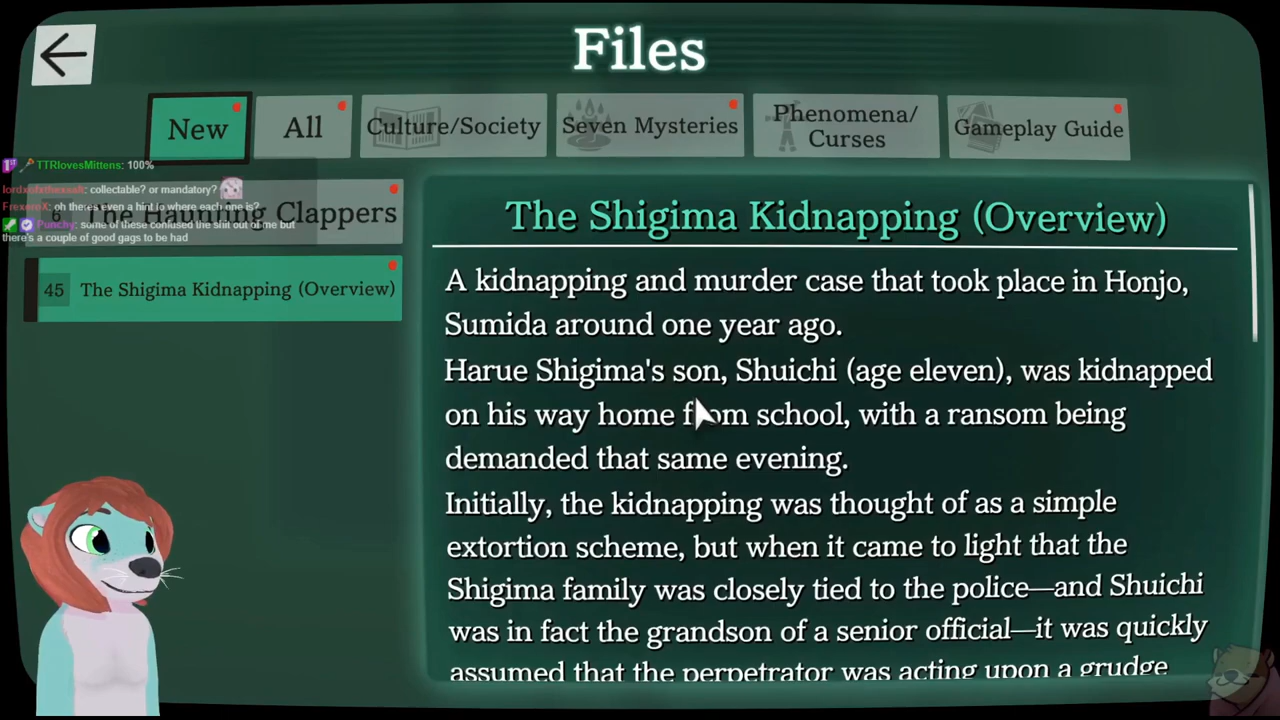 Files
New
All
Culture/Society
Seven Mysteries
Phenomena/
Curses
Gameplay Guide
TTRlovesMittens: 100%
collectable? or mandatory?
FrexoreX: oh theres even a hint to where each one is?
Punchy: some of these confused the shit out of me but
there's a couple of good gags to be had
6 The Haunting Clappers
45 The Shigima Kidnapping (Overview)
The Shigima Kidnapping (Overview)
A kidnapping and murder case that took place in Honjo,
Sumida around one year ago.
Harue Shigima's son, Shuichi (age eleven), was kidnapped
on his way home from school, with a ransom being
demanded that same evening.
Initially, the kidnapping was thought of as a simple
extortion scheme, but when it came to light that the
Shigima family was closely tied to the police—and Shuichi
was in fact the grandson of a senior official—it was quickly
assumed that the perpetrator was acting upon a grudge